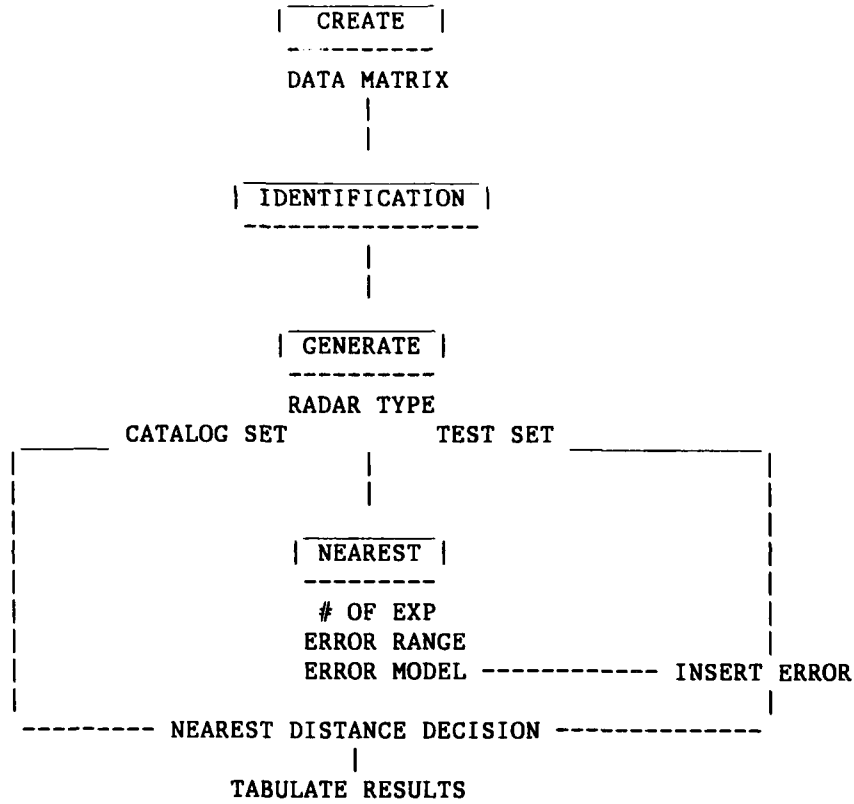 CREATE
DATA MATRIX
IDENTIFICATION
GENERATE
RADAR TYPE
CATALOG SET TEST SET
NEAREST
# OF EXP
ERROR RANGE
ERROR MODEL INSERT ERROR
NEAREST DISTANCE DECISION
TABULATE RESULTS